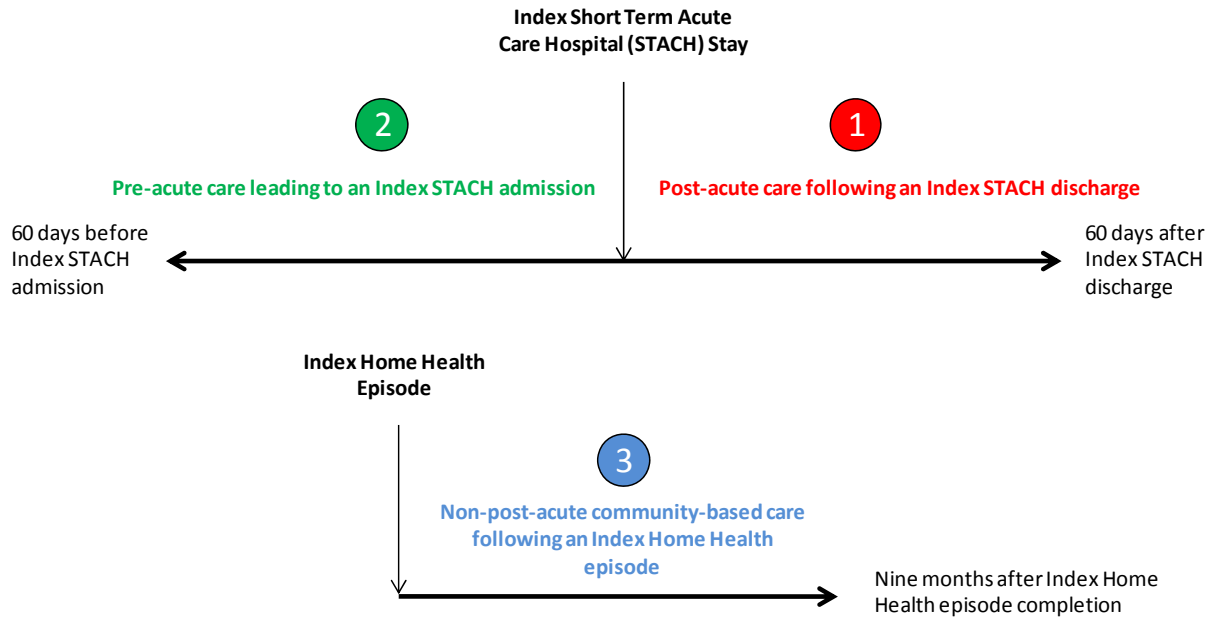 Index Short Term Acute
Care Hospital (STACH) Stay
2
1
Pre-acute care leading to an Index STACH admission
Post-acute care following an Index STACH discharge
60 days before
Index STACH
admission
60 days after
Index STACH
discharge
Index Home Health
Episode
3
Non-post-acute community-based care
following an Index Home Health
episode
Nine months after Index Home
Health episode completion